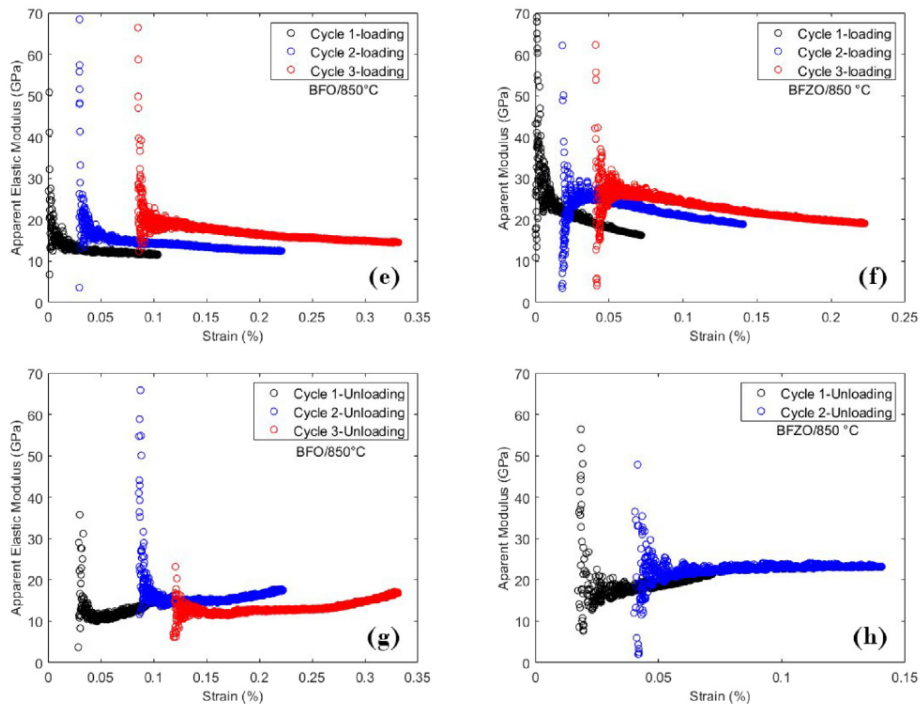 70
60
50
40
30
20
10
0
Apparent Elastic Modulus (GPa)
Cycle 1-loading
Cycle 2-loading
Cycle 3-loading
BFO/850°C
(e)
0 0.05 0.1 0.15 0.2 0.25 0.3 0.35
Strain (%)
70
60
50
40
30
20
10
0
Apparent Modulus (GPa)
Cycle 1-loading
Cycle 2-loading
Cycle 3-loading
BFZO/850 °C
(f)
0 0.05 0.1 0.15 0.2 0.25
Strain (%)
70
60
50
40
30
20
10
0
Apparent Elastic Modulus (GPa)
Cycle 1-Unloading
Cycle 2-Unloading
Cycle 3-Unloading
BFO/850°C
(g)
0 0.05 0.1 0.15 0.2 0.25 0.3 0.35
Strain (%)
70
60
50
40
30
20
10
0
Apparent Modulus (GPa)
Cycle 1-Unloading
Cycle 2-Unloading
BFZO/850 °C
(h)
0 0.05 0.1 0.15
Strain (%)